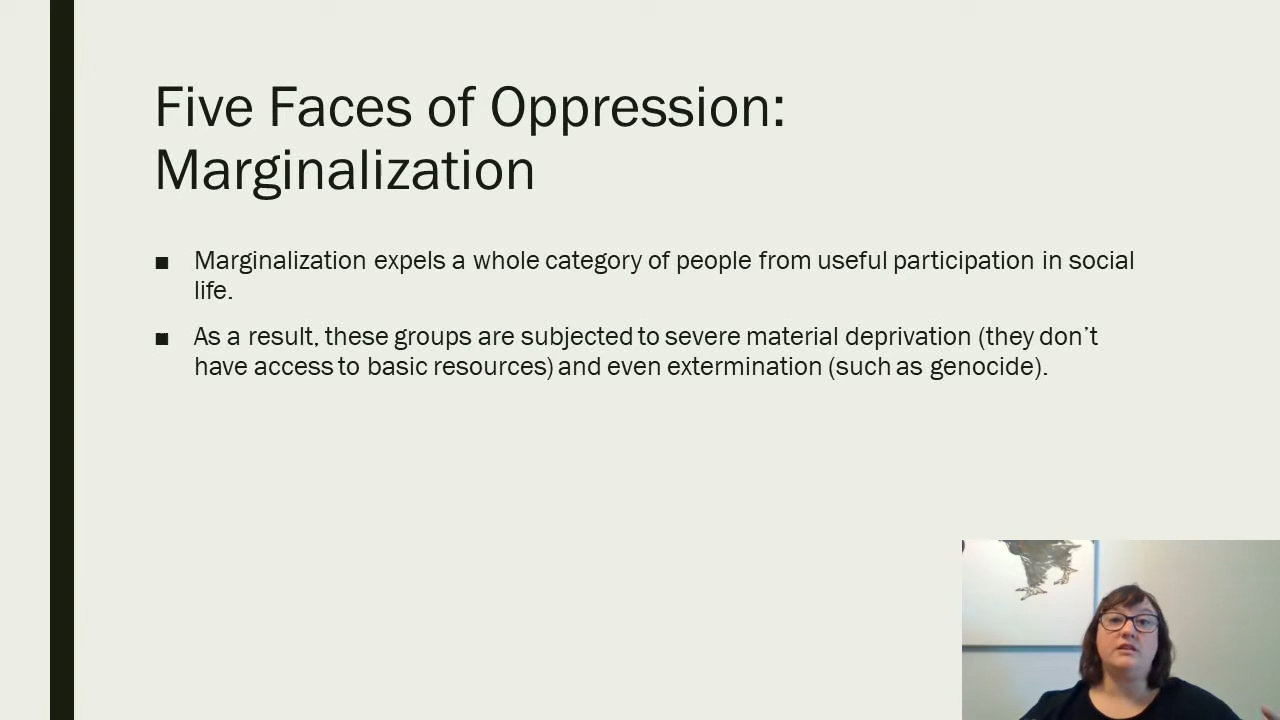 Five Faces of Oppression:
Marginalization
■ Marginalization expels a whole category of people from useful participation in social
life.
■ As a result, these groups are subjected to severe material deprivation (they don’t
have access to basic resources) and even extermination (such as genocide).